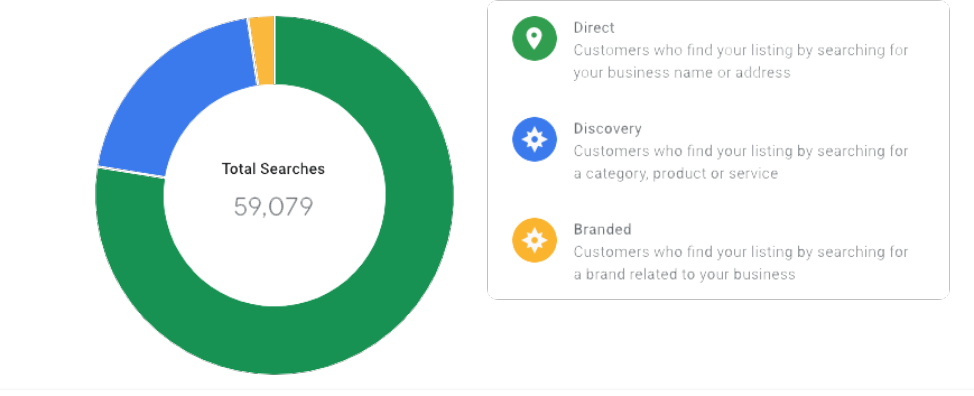 Total Searches
59,079
Direct
Customers who find your listing by searching for
your business name or address
Discovery
Customers who find your listing by searching for
a category, product or service
Branded
Customers who find your listing by searching for
a brand related to your business